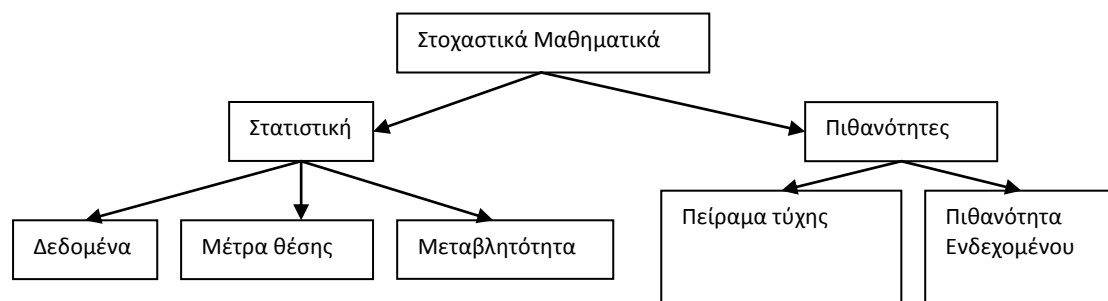 Στοχαστικά Μαθηματικά
Στατιστική
Πιθανότητες
Δεδομένα
Μέτρα θέσης
Μεταβλητότητα
Πείραμα τύχης
Πιθανότητα
Ενδεχομένου